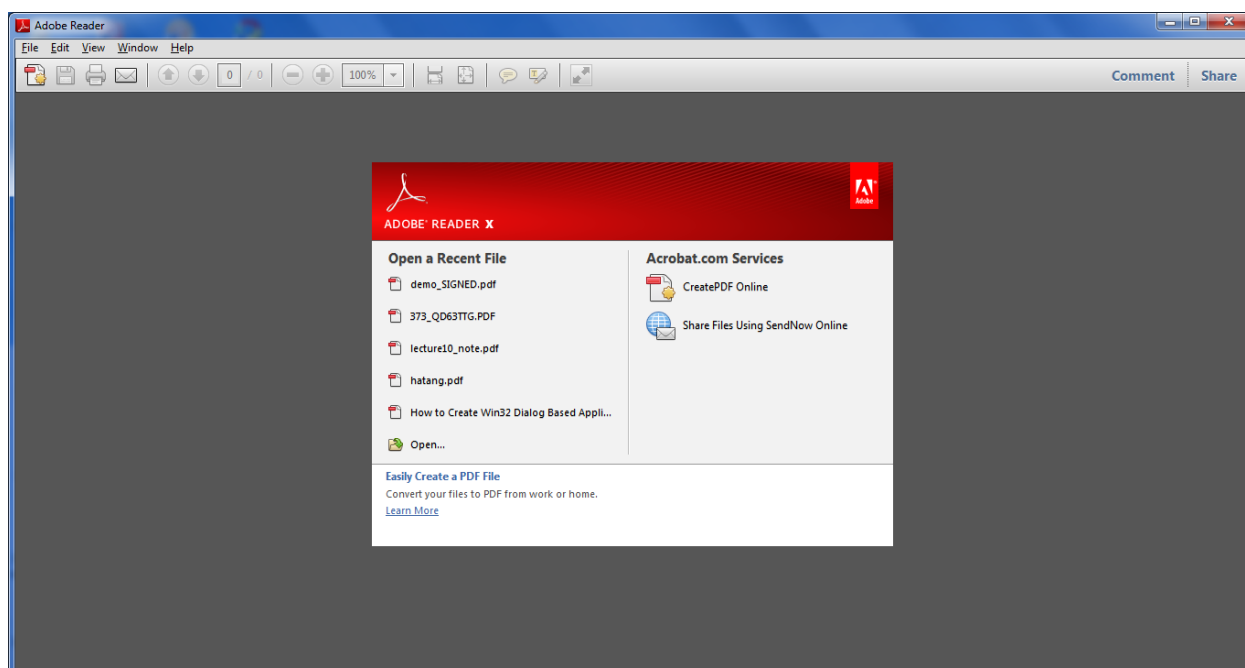 Adobe Reader
File Edit View Window Help
0 / 0 100% Comment Share
Adobe
ADOBE® READER X
Open a Recent File
demo_SIGNED.pdf
373_QD63TTG.PDF
lecture10_note.pdf
hatang.pdf
How to Create Win32 Dialog Based Appli...
Open...
Acrobat.com Services
CreatePDF Online
Share Files Using SendNow Online
Easily Create a PDF File
Convert your files to PDF from work or home.
Learn More